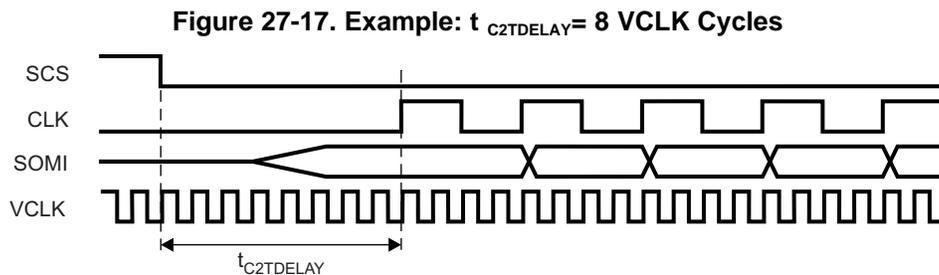 Figure 27-17. Example: t C2TDELAY= 8 VCLK Cycles
SCS
CLK
SOMI
VCLK
tC2TDELAY